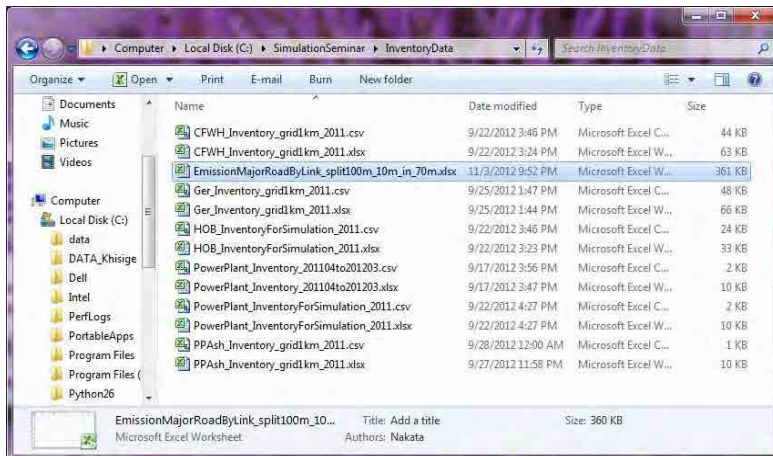 Computer ▸ Local Disk (C:) ▸ SimulationSeminar ▸ InventoryData
Search InventoryData
Organize Open Print E-mail Burn New folder
Documents
Music
Pictures
Videos
Computer
Local Disk (C:)
data
DATA_Khisige
Dell
Intel
PerfLogs
PortableApps
Program Files
Program Files (
Python26
Name Date modified Type Size
CFWH_Inventory_grid1km_2011.csv 9/22/2012 3:46 PM Microsoft Excel C... 44 KB
CFWH_Inventory_grid1km_2011.xlsx 9/22/2012 3:24 PM Microsoft Excel W... 63 KB
EmissionMajorRoadByLink_split100m_10m_in_70m.xlsx 11/3/2012 9:52 PM Microsoft Excel W... 361 KB
Ger_Inventory_grid1km_2011.csv 9/25/2012 1:47 PM Microsoft Excel C... 48 KB
Ger_Inventory_grid1km_2011.xlsx 9/25/2012 1:44 PM Microsoft Excel W... 66 KB
HOB_InventoryForSimulation_2011.csv 9/22/2012 3:46 PM Microsoft Excel C... 24 KB
HOB_InventoryForSimulation_2011.xlsx 9/22/2012 3:23 PM Microsoft Excel W... 33 KB
PowerPlant_Inventory_201104to201203.csv 9/17/2012 3:56 PM Microsoft Excel C... 2 KB
PowerPlant_Inventory_201104to201203.xlsx 9/17/2012 3:47 PM Microsoft Excel W... 10 KB
PowerPlant_InventoryForSimulation_2011.csv 9/22/2012 4:27 PM Microsoft Excel C... 2 KB
PowerPlant_InventoryForSimulation_2011.xlsx 9/22/2012 4:27 PM Microsoft Excel W... 10 KB
PPAsh_Inventory_grid1km_2011.csv 9/28/2012 12:00 AM Microsoft Excel C... 1 KB
PPAsh_Inventory_grid1km_2011.xlsx 9/27/2012 11:58 PM Microsoft Excel W... 10 KB
EmissionMajorRoadByLink_split100m_10... Title: Add a title Size: 360 KB
Microsoft Excel Worksheet Authors: Nakata